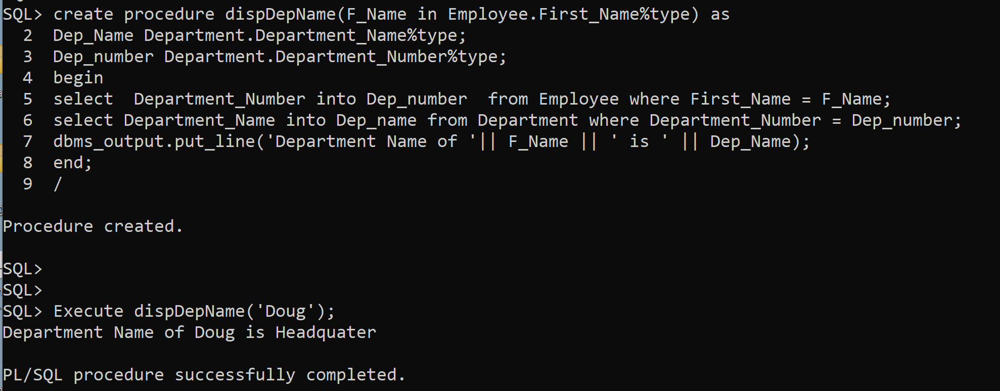 SQL> create procedure dispDepName(F_Name in Employee.First_Name%type) as
  2  Dep_Name Department.Department_Name%type;
  3  Dep_number Department.Department_Number%type;
  4  begin
  5  select  Department_Number into Dep_number  from Employee where First_Name = F_Name;
  6  select Department_Name into Dep_name from Department where Department_Number = Dep_number;
  7  dbms_output.put_line('Department Name of '|| F_Name || ' is ' || Dep_Name);
  8  end;
  9  /
Procedure created.
SQL>
SQL>
SQL> Execute dispDepName('Doug');
Department Name of Doug is Headquater
PL/SQL procedure successfully completed.